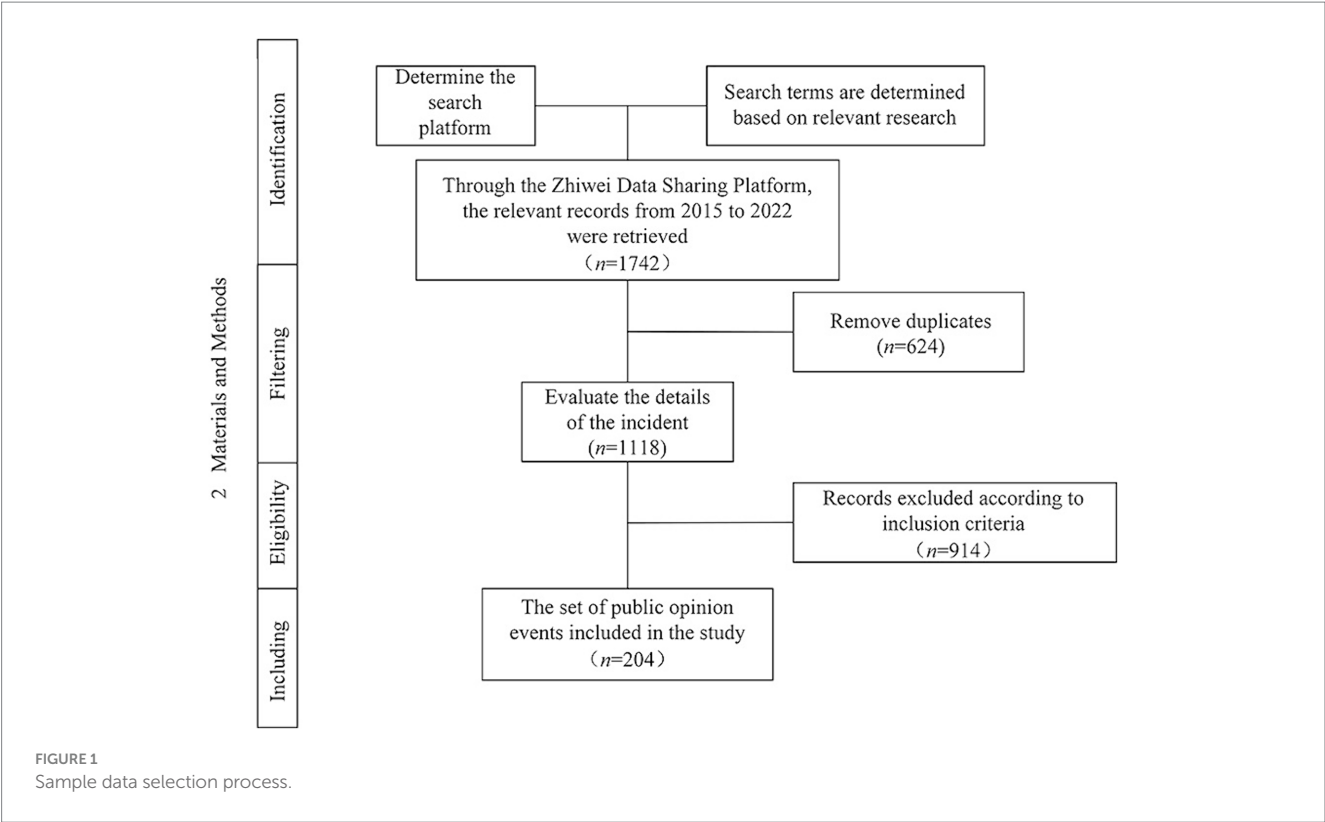 2 Materials and Methods
Identification
Determine the
search
platform
Search terms are determined
based on relevant research
Through the Zhiwei Data Sharing Platform,
the relevant records from 2015 to 2022
were retrieved
（n=1742）
Filtering
Remove duplicates
(n=624)
Evaluate the details
of the incident
(n=1118)
Eligibility
Records excluded according to
inclusion criteria
（n=914）
Including
The set of public opinion
events included in the study
（n=204）
FIGURE 1
Sample data selection process.